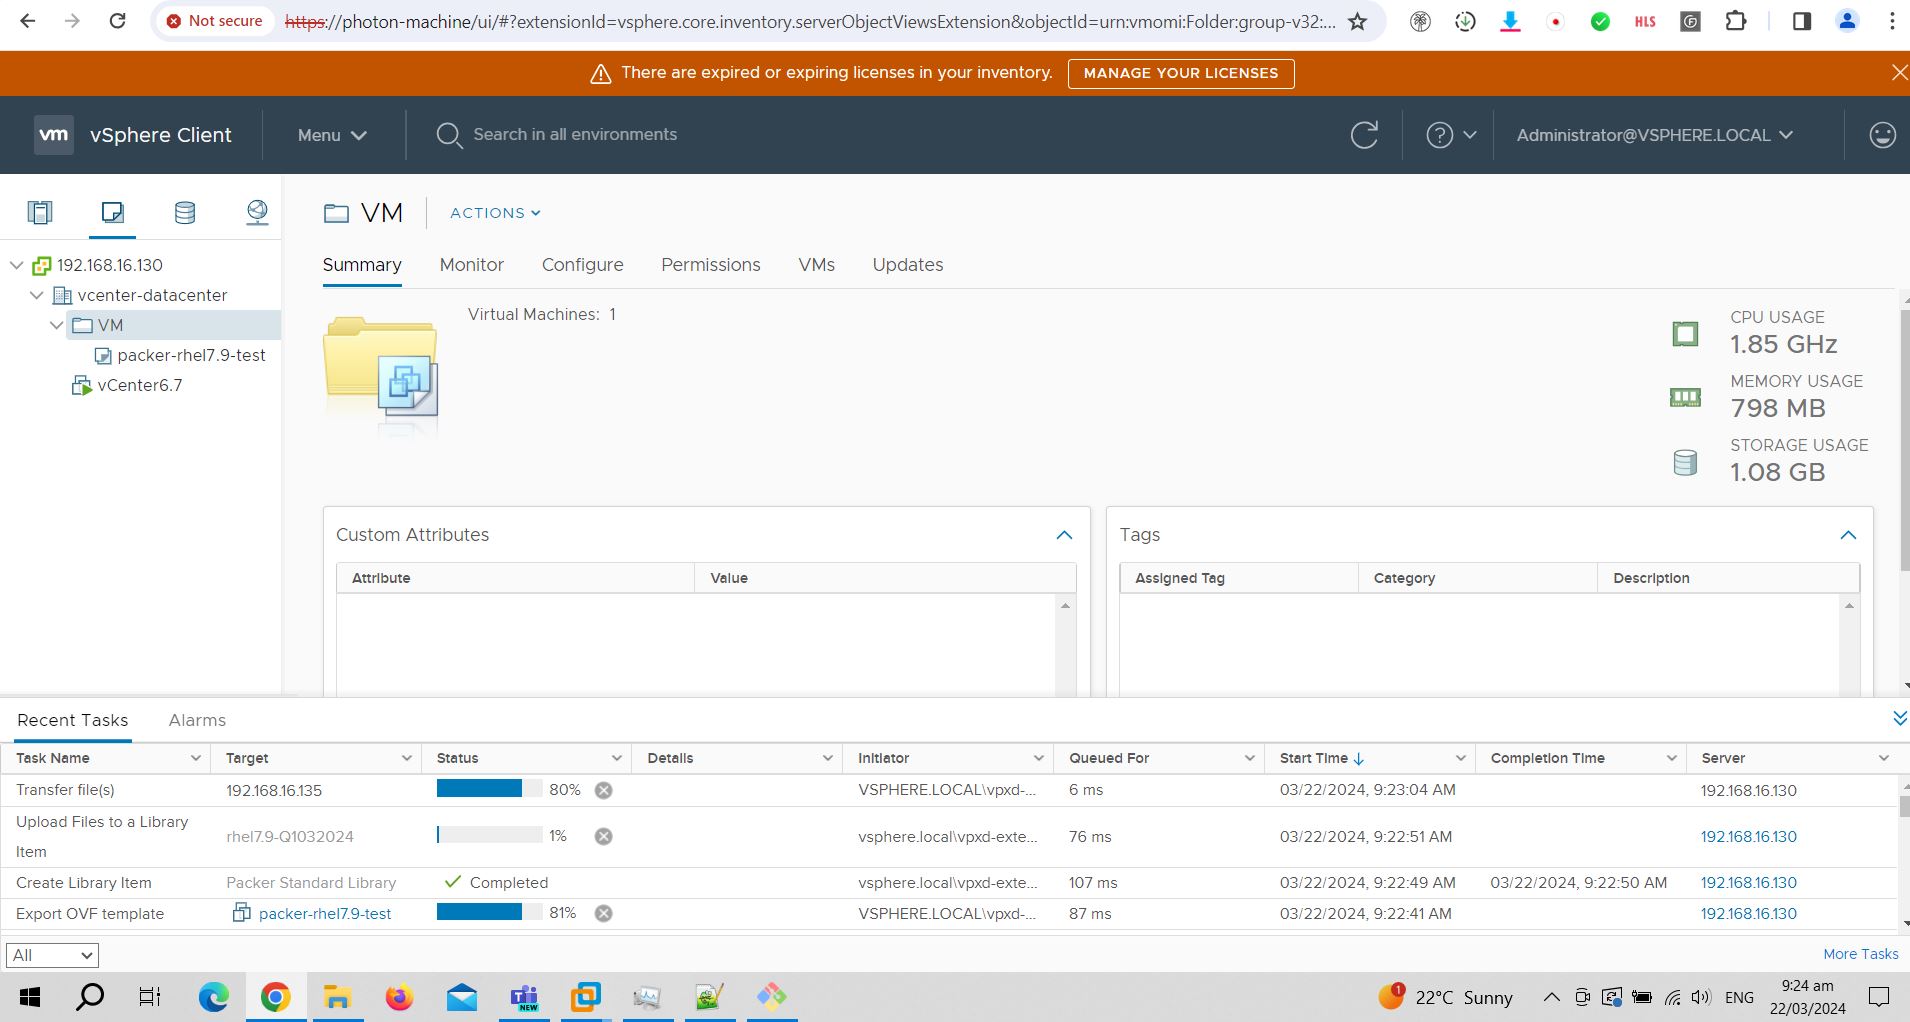 Not secure
https://photon-machine/ui/#?extensionId=vsphere.core.inventory.serverObjectViewsExtension&objectId=urn:vmomi:Folder:group-v32:...
HLS
There are expired or expiring licenses in your inventory.
MANAGE YOUR LICENSES
vm
vSphere Client
Menu
Search in all environments
Administrator@VSPHERE.LOCAL
VM
ACTIONS
192.168.16.130
vcenter-datacenter
VM
packer-rhel7.9-test
vCenter6.7
Summary
Monitor
Configure
Permissions
VMs
Updates
Virtual Machines: 1
CPU USAGE
1.85 GHz
MEMORY USAGE
798 MB
STORAGE USAGE
1.08 GB
Custom Attributes
Attribute
Value
Tags
Assigned Tag
Category
Description
Recent Tasks
Alarms
Task Name
Target
Status
Details
Initiator
Queued For
Start Time
Completion Time
Server
Transfer file(s)
192.168.16.135
80%
VSPHERE.LOCAL\vpxd-...
6 ms
03/22/2024, 9:23:04 AM
192.168.16.130
Upload Files to a Library
Item
rhel7.9-Q1032024
1%
vsphere.local\vpxd-exte...
76 ms
03/22/2024, 9:22:51 AM
192.168.16.130
Create Library Item
Packer Standard Library
Completed
vsphere.local\vpxd-exte...
107 ms
03/22/2024, 9:22:49 AM
03/22/2024, 9:22:50 AM
192.168.16.130
Export OVF template
packer-rhel7.9-test
81%
VSPHERE.LOCAL\vpxd-...
87 ms
03/22/2024, 9:22:41 AM
192.168.16.130
All
More Tasks
NEW
1
22°C Sunny
ENG
9:24 am
22/03/2024